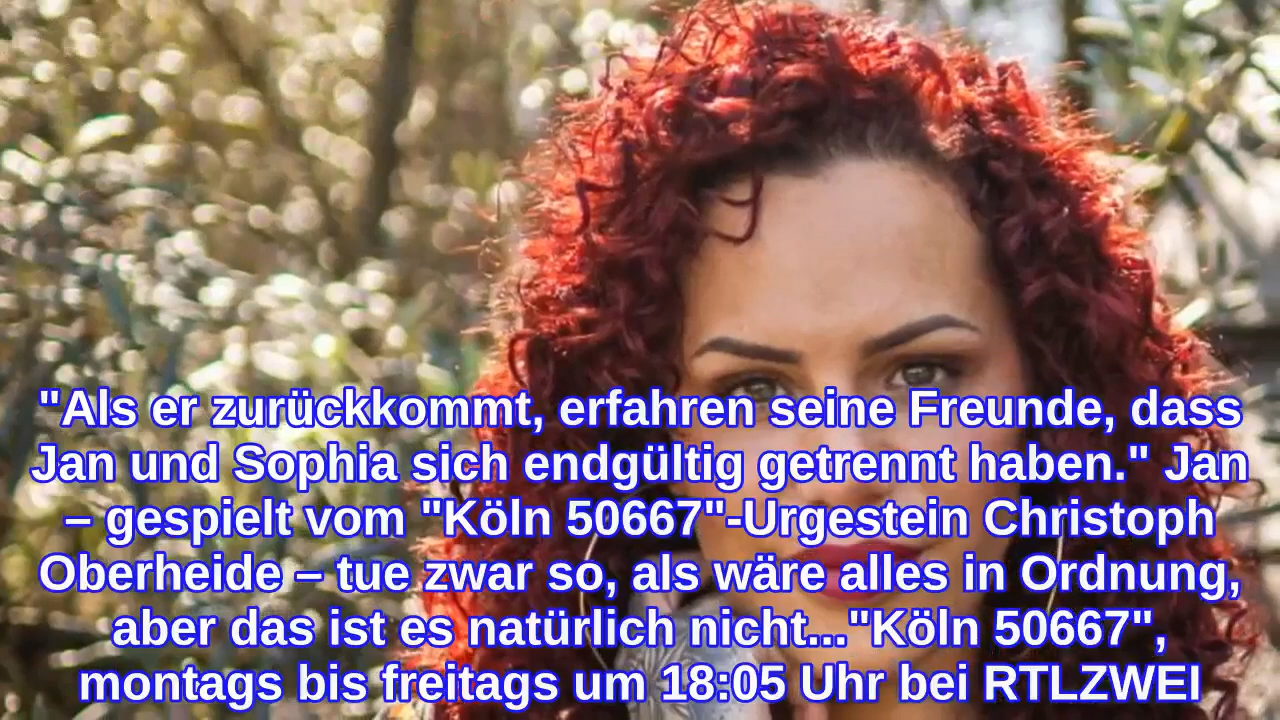 "Als er zurückkommt, erfahren seine Freunde, dass
Jan und Sophia sich endgültig getrennt haben." Jan
– gespielt vom "Köln 50667"-Urgestein Christoph
Oberheide – tue zwar so, als wäre alles in Ordnung,
aber das ist es natürlich nicht..."Köln 50667",
montags bis freitags um 18:05 Uhr bei RTLZWEI